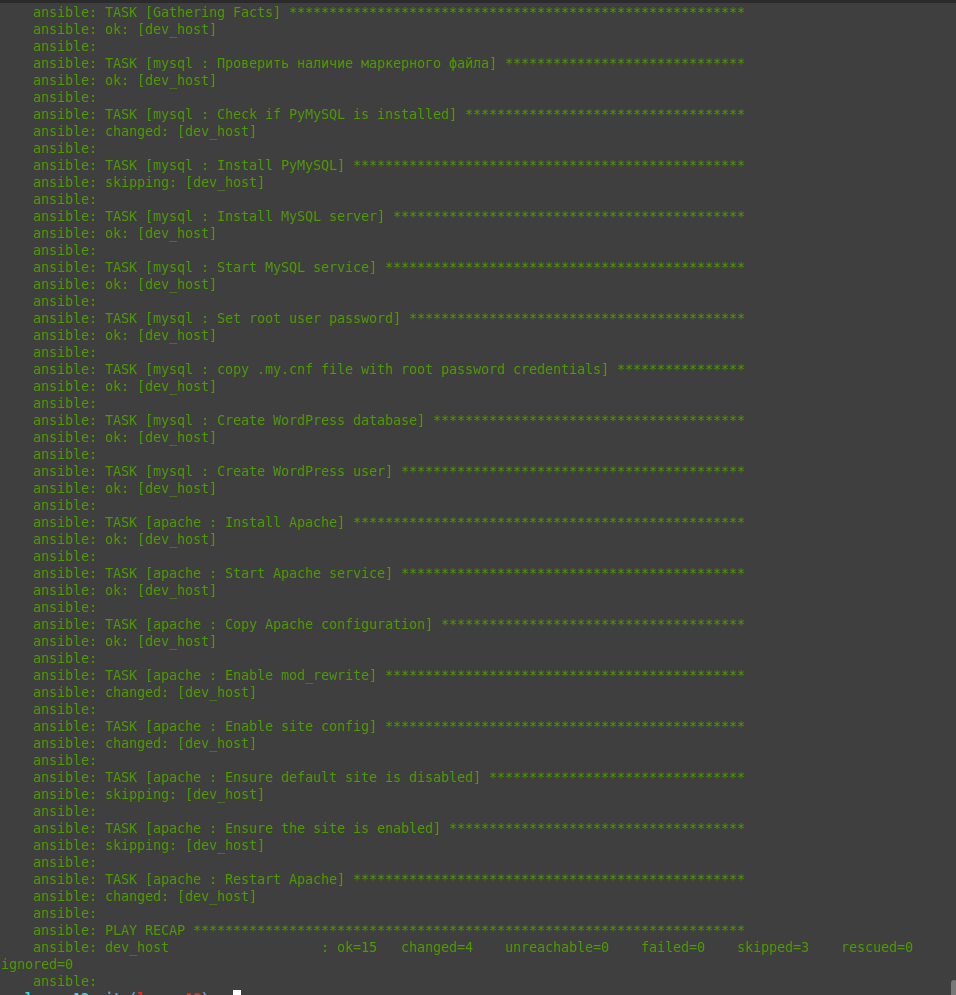 ansible: TASK [Gathering Facts] *********************************************************
ansible: ok: [dev_host]
ansible:
ansible: TASK [mysql : Проверить наличие маркерного файла] ******************************
ansible: ok: [dev_host]
ansible:
ansible: TASK [mysql : Check if PyMySQL is installed] ***********************************
ansible: changed: [dev_host]
ansible:
ansible: TASK [mysql : Install PyMySQL] *************************************************
ansible: skipping: [dev_host]
ansible:
ansible: TASK [mysql : Install MySQL server] ********************************************
ansible: ok: [dev_host]
ansible:
ansible: TASK [mysql : Start MySQL service] *********************************************
ansible: ok: [dev_host]
ansible:
ansible: TASK [mysql : Set root user password] ******************************************
ansible: ok: [dev_host]
ansible:
ansible: TASK [mysql : copy .my.cnf file with root password credentials] ****************
ansible: ok: [dev_host]
ansible:
ansible: TASK [mysql : Create WordPress database] ***************************************
ansible: ok: [dev_host]
ansible:
ansible: TASK [mysql : Create WordPress user] *******************************************
ansible: ok: [dev_host]
ansible:
ansible: TASK [apache : Install Apache] *************************************************
ansible: ok: [dev_host]
ansible:
ansible: TASK [apache : Start Apache service] *******************************************
ansible: ok: [dev_host]
ansible:
ansible: TASK [apache : Copy Apache configuration] **************************************
ansible: ok: [dev_host]
ansible:
ansible: TASK [apache : Enable mod_rewrite] *********************************************
ansible: changed: [dev_host]
ansible:
ansible: TASK [apache : Enable site config] *********************************************
ansible: changed: [dev_host]
ansible:
ansible: TASK [apache : Ensure default site is disabled] ********************************
ansible: skipping: [dev_host]
ansible:
ansible: TASK [apache : Ensure the site is enabled] *************************************
ansible: skipping: [dev_host]
ansible:
ansible: TASK [apache : Restart Apache] *************************************************
ansible: changed: [dev_host]
ansible:
ansible: PLAY RECAP *********************************************************************
ansible: dev_host                   : ok=15   changed=4    unreachable=0    failed=0    skipped=3    rescued=0
ignored=0
ansible: